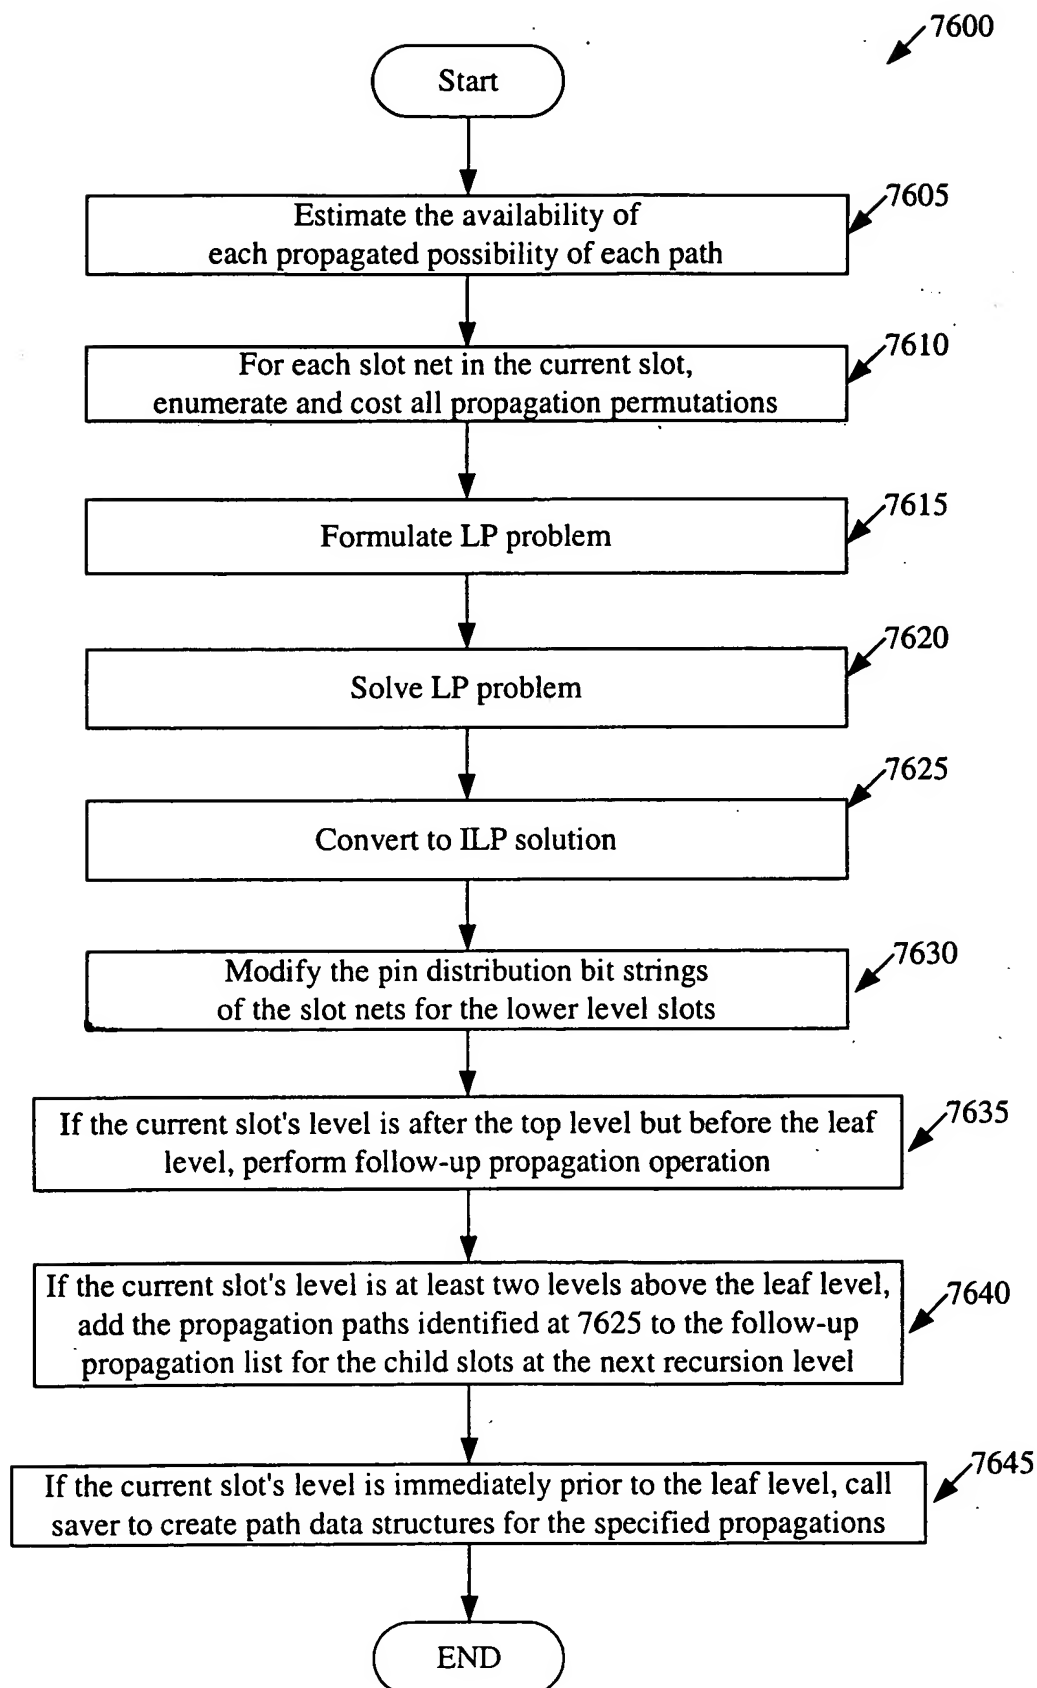 7600
Start
7605
Estimate the availability of
each propagated possibility of each path
7610
For each slot net in the current slot,
enumerate and cost all propagation permutations
7615
Formulate LP problem
7620
Solve LP problem
7625
Convert to ILP solution
7630
Modify the pin distribution bit strings
of the slot nets for the lower level slots
7635
If the current slot's level is after the top level but before the leaf
level, perform follow-up propagation operation
7640
If the current slot's level is at least two levels above the leaf level,
add the propagation paths identified at 7625 to the follow-up
propagation list for the child slots at the next recursion level
7645
If the current slot's level is immediately prior to the leaf level, call
saver to create path data structures for the specified propagations
END